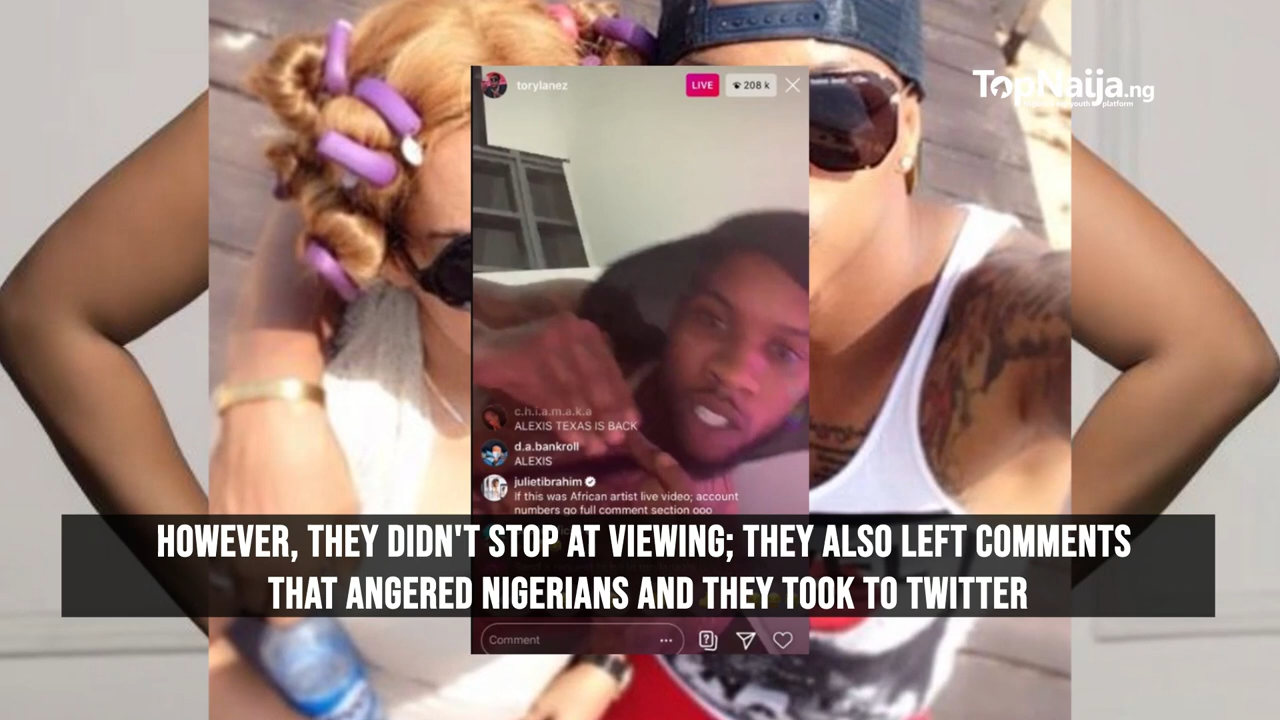 torylanez LIVE 208 k
TopNaija.ng
youth platform
c.h.i.a.m.a.k.a
ALEXIS TEXAS IS BACK
d.a.bankroll
ALEXIS
julietibrahim
If this was African artist live video; account
numbers go full comment section ooo
HOWEVER, THEY DIDN'T STOP AT VIEWING; THEY ALSO LEFT COMMENTS
THAT ANGERED NIGERIANS AND THEY TOOK TO TWITTER
Comment